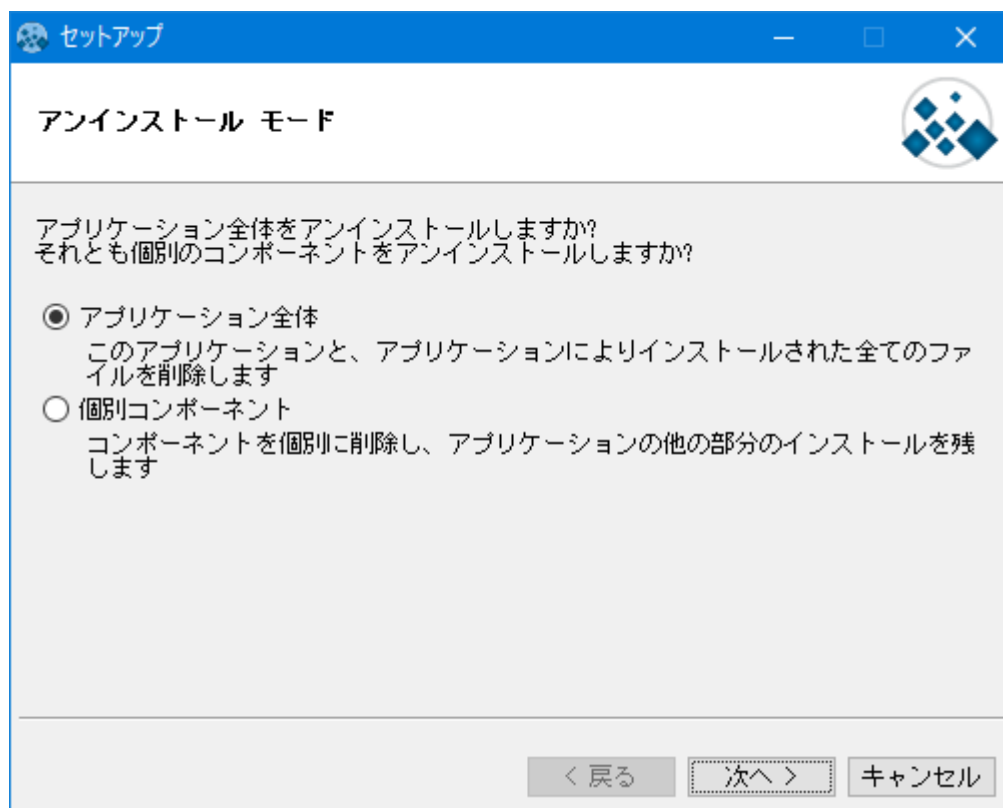 セットアップ
アンインストール モード
アプリケーション全体をアンインストールしますか?
それとも個別のコンポーネントをアンインストールしますか?
アプリケーション全体
このアプリケーションと、アプリケーションによりインストールされた全てのファ
イルを削除します
個別コンポーネント
コンポーネントを個別に削除し、アプリケーションの他の部分のインストールを残
します
< 戻る 次へ > キャンセル